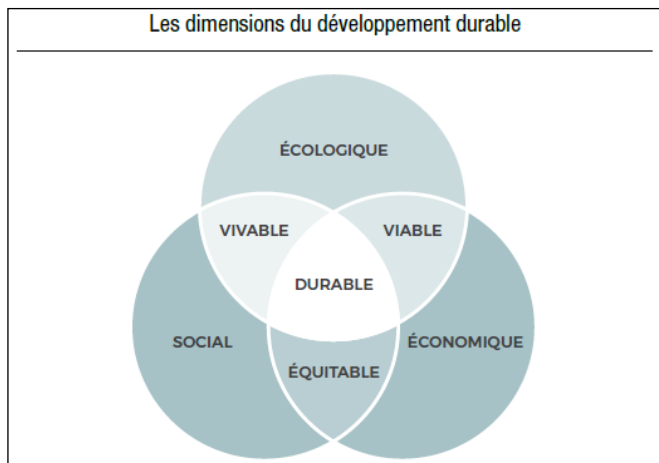 Les dimensions du développement durable
ÉCOLOGIQUE
VIVABLE
VIABLE
DURABLE
SOCIAL
ÉCONOMIQUE
ÉQUITABLE